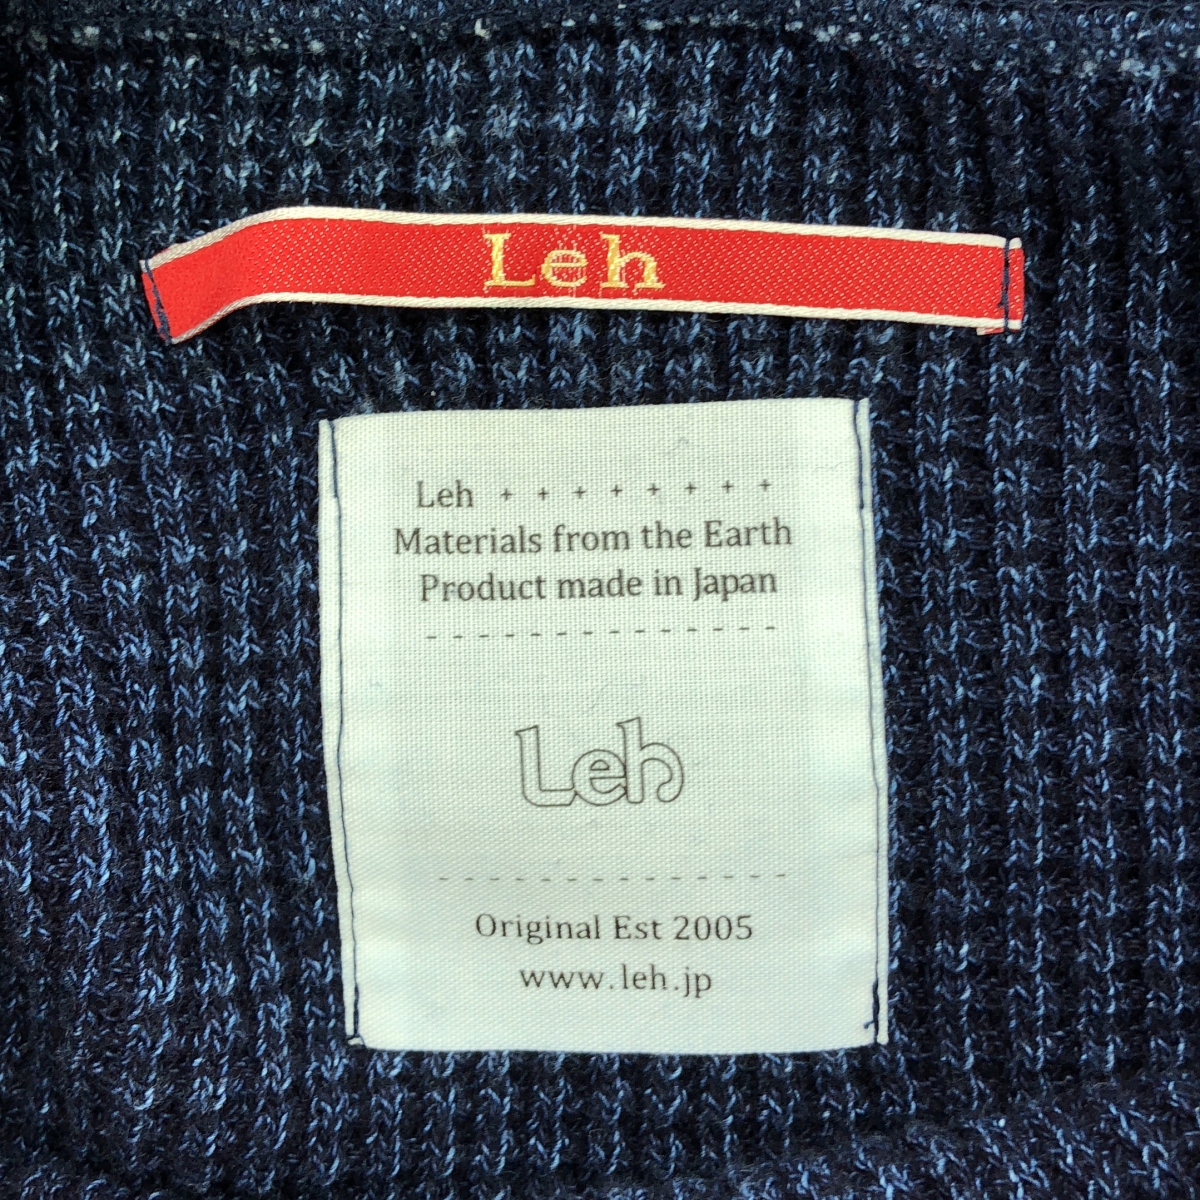 Leh
Leh + + + + + + + +
Materials from the Earth
Product made in Japan
- - - - - - - - - - - - - -
Leh
- - - - - - - - - - - - - -
Original Est 2005
www.leh.jp